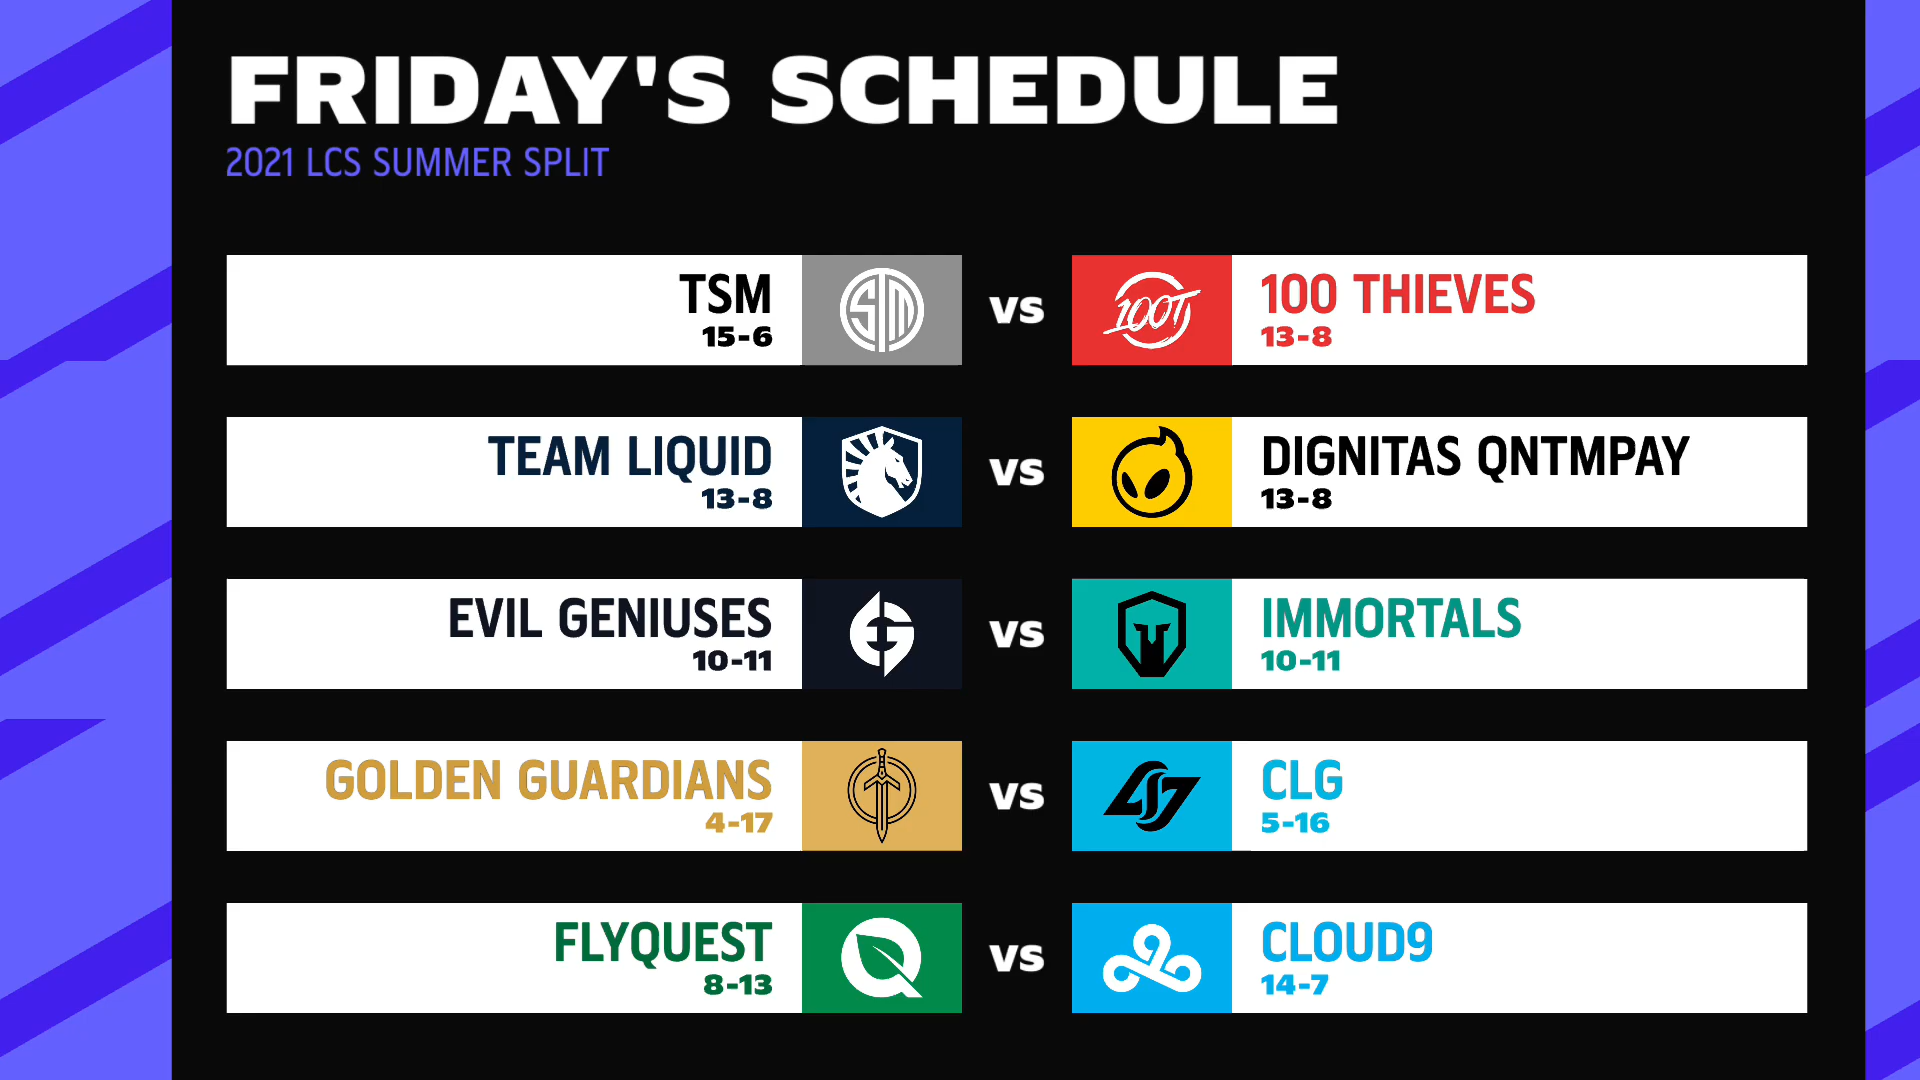 FRIDAY'S SCHEDULE
2021 LCS SUMMER SPLIT
TSM
15-6
VS
100T
100 THIEVES
13-8
TEAM LIQUID
13-8
VS
DIGNITAS QNTMPAY
13-8
EVIL GENIUSES
10-11
VS
IMMORTALS
10-11
GOLDEN GUARDIANS
4-17
VS
CLG
5-16
FLYQUEST
8-13
VS
CLOUD9
14-7